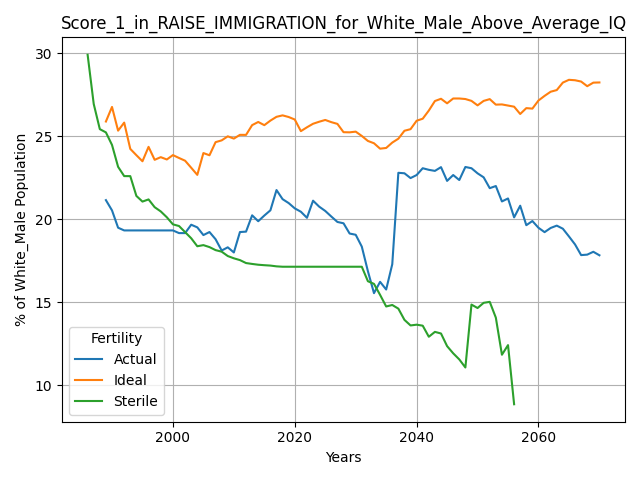 Score_1_in_RAISE_IMMIGRATION_for_White_Male_Above_Average_IQ
% of White_Male Population
30
25
20
15
10
Fertility
Actual
Ideal
Sterile
2000
2020
2040
2060
Years